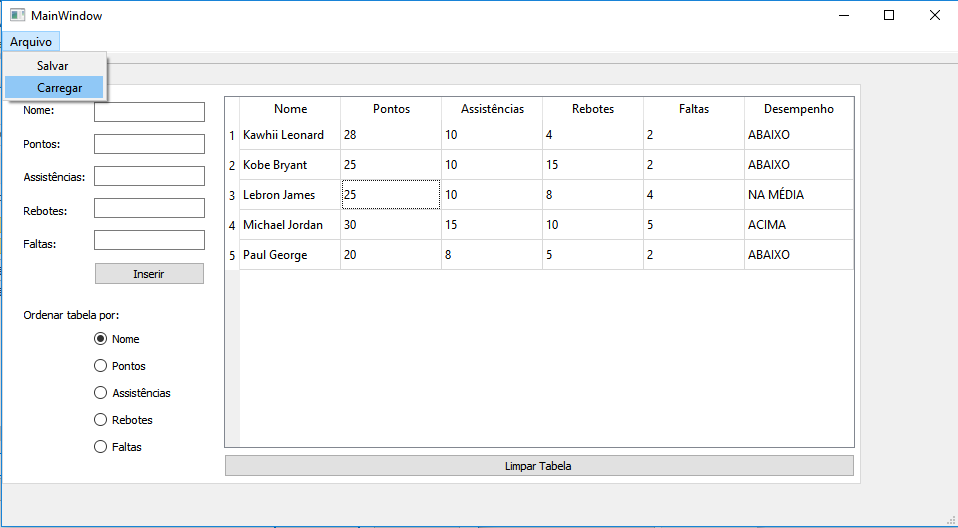 MainWindow
Arquivo
Salvar
Carregar
Nome:
Pontos:
Assistências:
Rebotes:
Faltas:
Inserir
Ordenar tabela por:
Nome
Pontos
Assistências
Rebotes
Faltas
Nome Pontos Assistências Rebotes Faltas Desempenho
1 Kawhii Leonard 28 10 4 2 ABAIXO
2 Kobe Bryant 25 10 15 2 ABAIXO
3 Lebron James 25 10 8 4 NA MÉDIA
4 Michael Jordan 30 15 10 5 ACIMA
5 Paul George 20 8 5 2 ABAIXO
Limpar Tabela